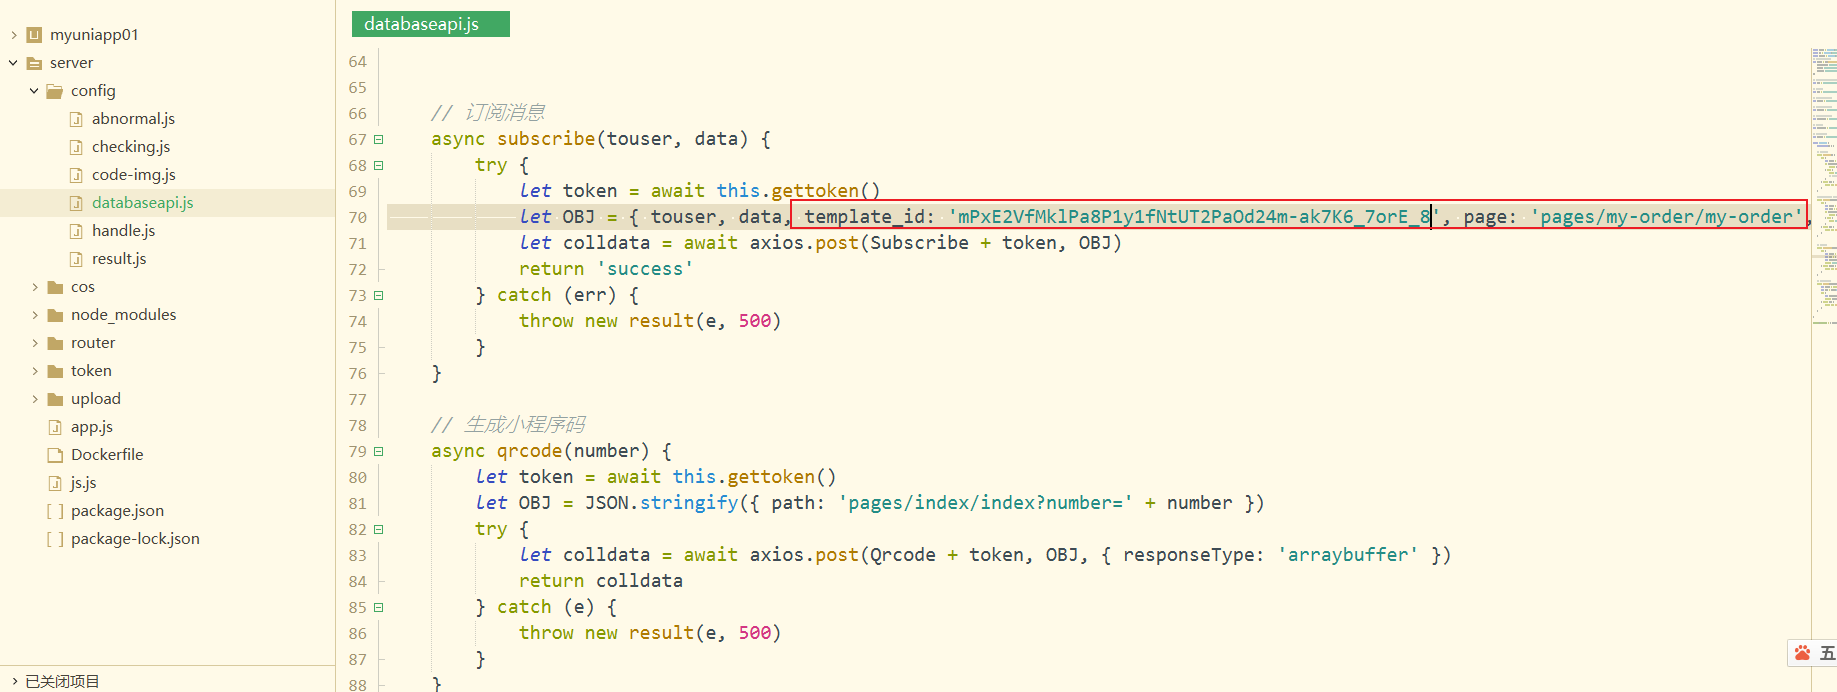 myuniapp01
server
config
abnormal.js
checking.js
code-img.js
databaseapi.js
handle.js
result.js
cos
node_modules
router
token
upload
app.js
Dockerfile
js.js
package.json
package-lock.json
已关闭项目
databaseapi.js
64
65
66 // 订阅消息
67 async subscribe(touser, data) {
68 try {
69 let token = await this.gettoken()
70 let OBJ = { touser, data, template_id: 'mPxE2VfMklPa8P1y1fNtUT2PaOd24m-ak7K6_7orE_8', page: 'pages/my-order/my-order',
71 let colldata = await axios.post(Subscribe + token, OBJ)
72 return 'success'
73 } catch (err) {
74 throw new result(e, 500)
75 }
76 }
77
78 // 生成小程序码
79 async qrcode(number) {
80 let token = await this.gettoken()
81 let OBJ = JSON.stringify({ path: 'pages/index/index?number=' + number })
82 try {
83 let colldata = await axios.post(Qrcode + token, OBJ, { responseType: 'arraybuffer' })
84 return colldata
85 } catch (e) {
86 throw new result(e, 500)
87 }
88 }
五